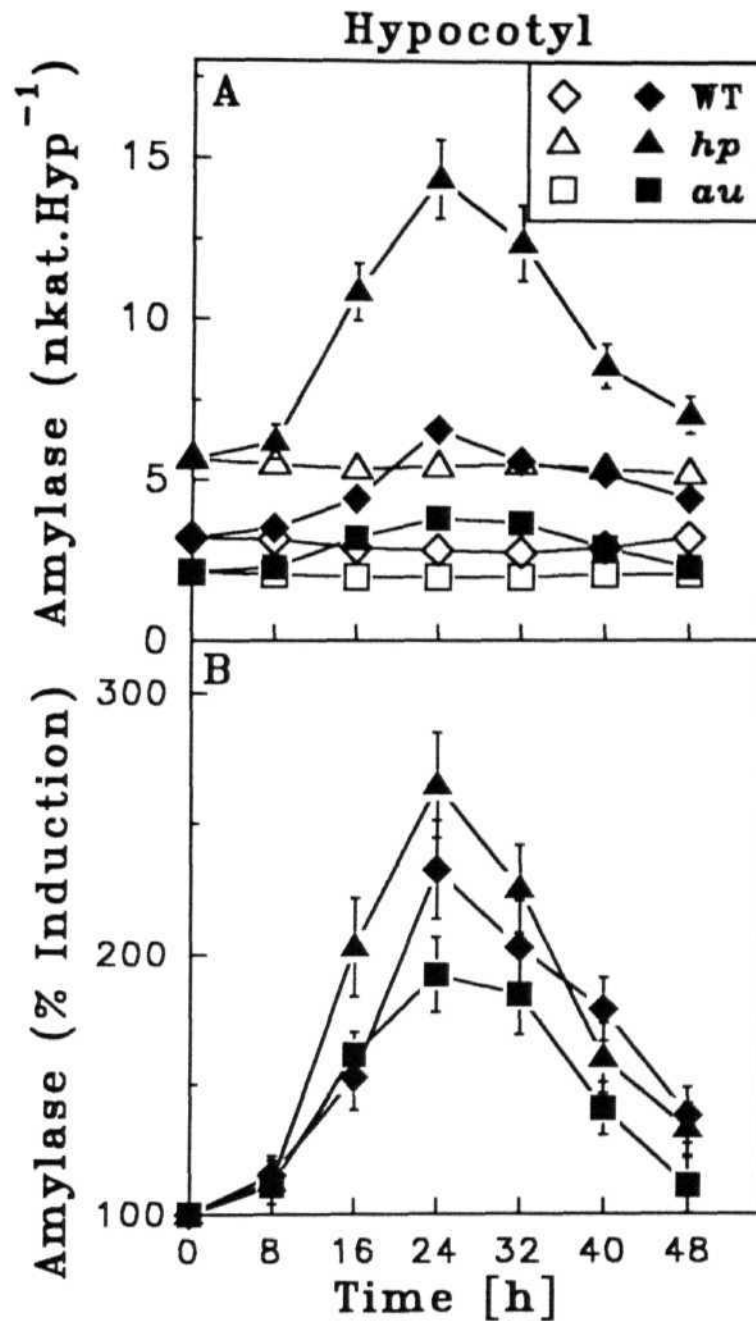 Hypocotyl
A
WT
hp
au
Amylase (nkat.Hyp⁻¹)
15
10
5
0
B
Amylase (% Induction)
300
200
100
0 8 16 24 32 40 48
Time [h]